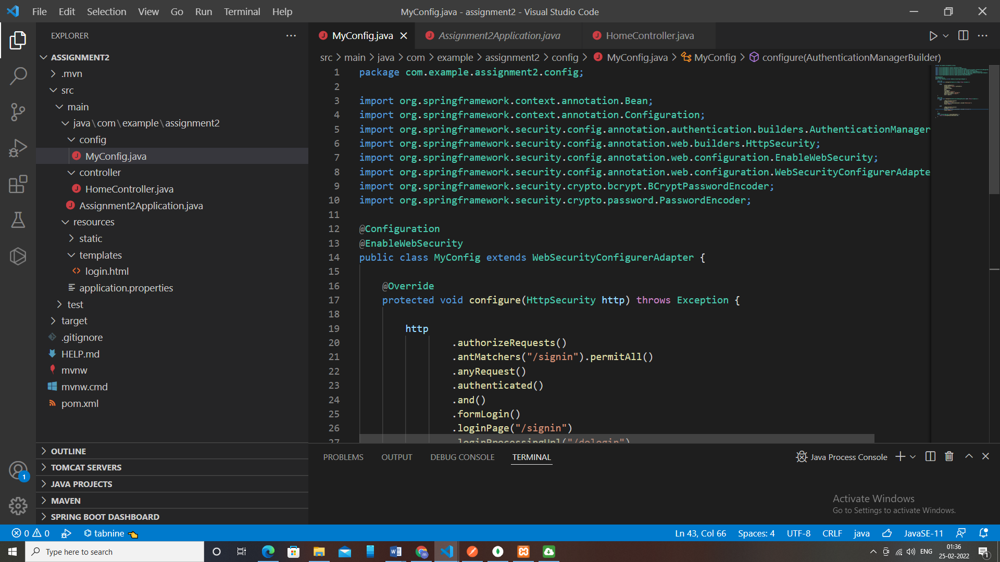 File Edit Selection View Go Run Terminal Help
MyConfig.java - assignment2 - Visual Studio Code
EXPLORER
ASSIGNMENT2
.mvn
src
main
java\com\example\assignment2
config
MyConfig.java
controller
HomeController.java
Assignment2Application.java
resources
static
templates
login.html
application.properties
test
target
.gitignore
HELP.md
mvnw
mvnw.cmd
pom.xml
OUTLINE
TOMCAT SERVERS
JAVA PROJECTS
MAVEN
SPRING BOOT DASHBOARD
MyConfig.java Assignment2Application.java HomeController.java
src > main > java > com > example > assignment2 > config > MyConfig.java > MyConfig > configure(AuthenticationManagerBuilder)
1 package com.example.assignment2.config;
2
3 import org.springframework.context.annotation.Bean;
4 import org.springframework.context.annotation.Configuration;
5 import org.springframework.security.config.annotation.authentication.builders.AuthenticationManager
6 import org.springframework.security.config.annotation.web.builders.HttpSecurity;
7 import org.springframework.security.config.annotation.web.configuration.EnableWebSecurity;
8 import org.springframework.security.config.annotation.web.configuration.WebSecurityConfigurerAdapte
9 import org.springframework.security.crypto.bcrypt.BCryptPasswordEncoder;
10 import org.springframework.security.crypto.password.PasswordEncoder;
11
12 @Configuration
13 @EnableWebSecurity
14 public class MyConfig extends WebSecurityConfigurerAdapter {
15
16 @Override
17 protected void configure(HttpSecurity http) throws Exception {
18
19 http
20 .authorizeRequests()
21 .antMatchers("/signin").permitAll()
22 .anyRequest()
23 .authenticated()
24 .and()
25 .formLogin()
26 .loginPage("/signin")
27 .loginProcessingUrl("/dologin")
PROBLEMS OUTPUT DEBUG CONSOLE TERMINAL
Java Process Console
Activate Windows
Go to Settings to activate Windows.
1
0 0 tabnine
Ln 43, Col 66 Spaces: 4 UTF-8 CRLF java JavaSE-11
Type here to search
ENG
01:36
25-02-2022
1